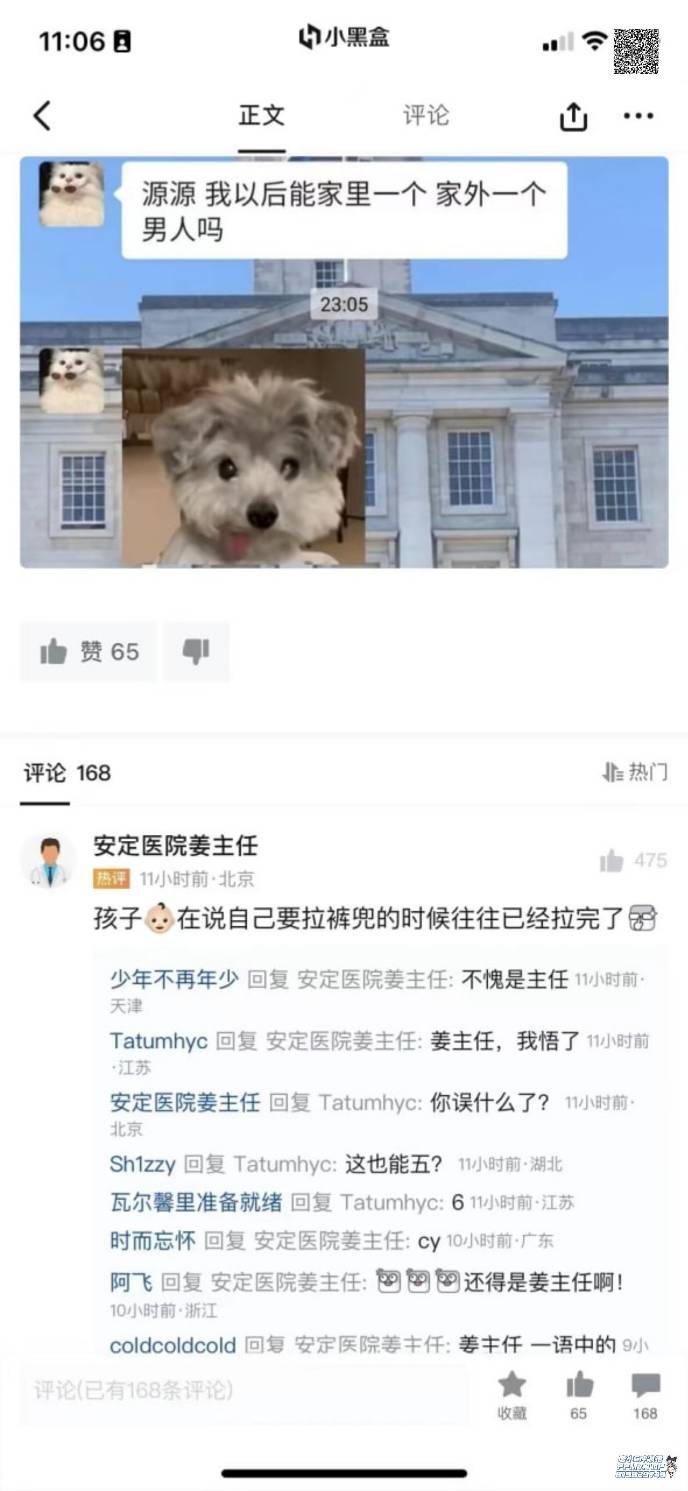 11:06
小黑盒
正文
评论
源源 我以后能家里一个 家外一个
男人吗
23:05
赞 65
评论 168
热门
安定医院姜主任
475
热评 11小时前·北京
孩子👶🏻在说自己要拉裤兜的时候往往已经拉完了
少年不再年少 回复 安定医院姜主任: 不愧是主任 11小时前·
天津
Tatumhyc 回复 安定医院姜主任: 姜主任，我悟了 11小时前
·江苏
安定医院姜主任 回复 Tatumhyc: 你误什么了？ 11小时前·
北京
Sh1zzy 回复 Tatumhyc: 这也能五？ 11小时前·湖北
瓦尔馨里准备就绪 回复 Tatumhyc: 6 11小时前·江苏
时而忘怀 回复 安定医院姜主任: cy 10小时前·广东
阿飞 回复 安定医院姜主任: 还得是姜主任啊！
10小时前·浙江
coldcoldcold 回复 安定医院姜主任: 姜主任 一语中的 9小
评论(已有168条评论)
收藏
65
168